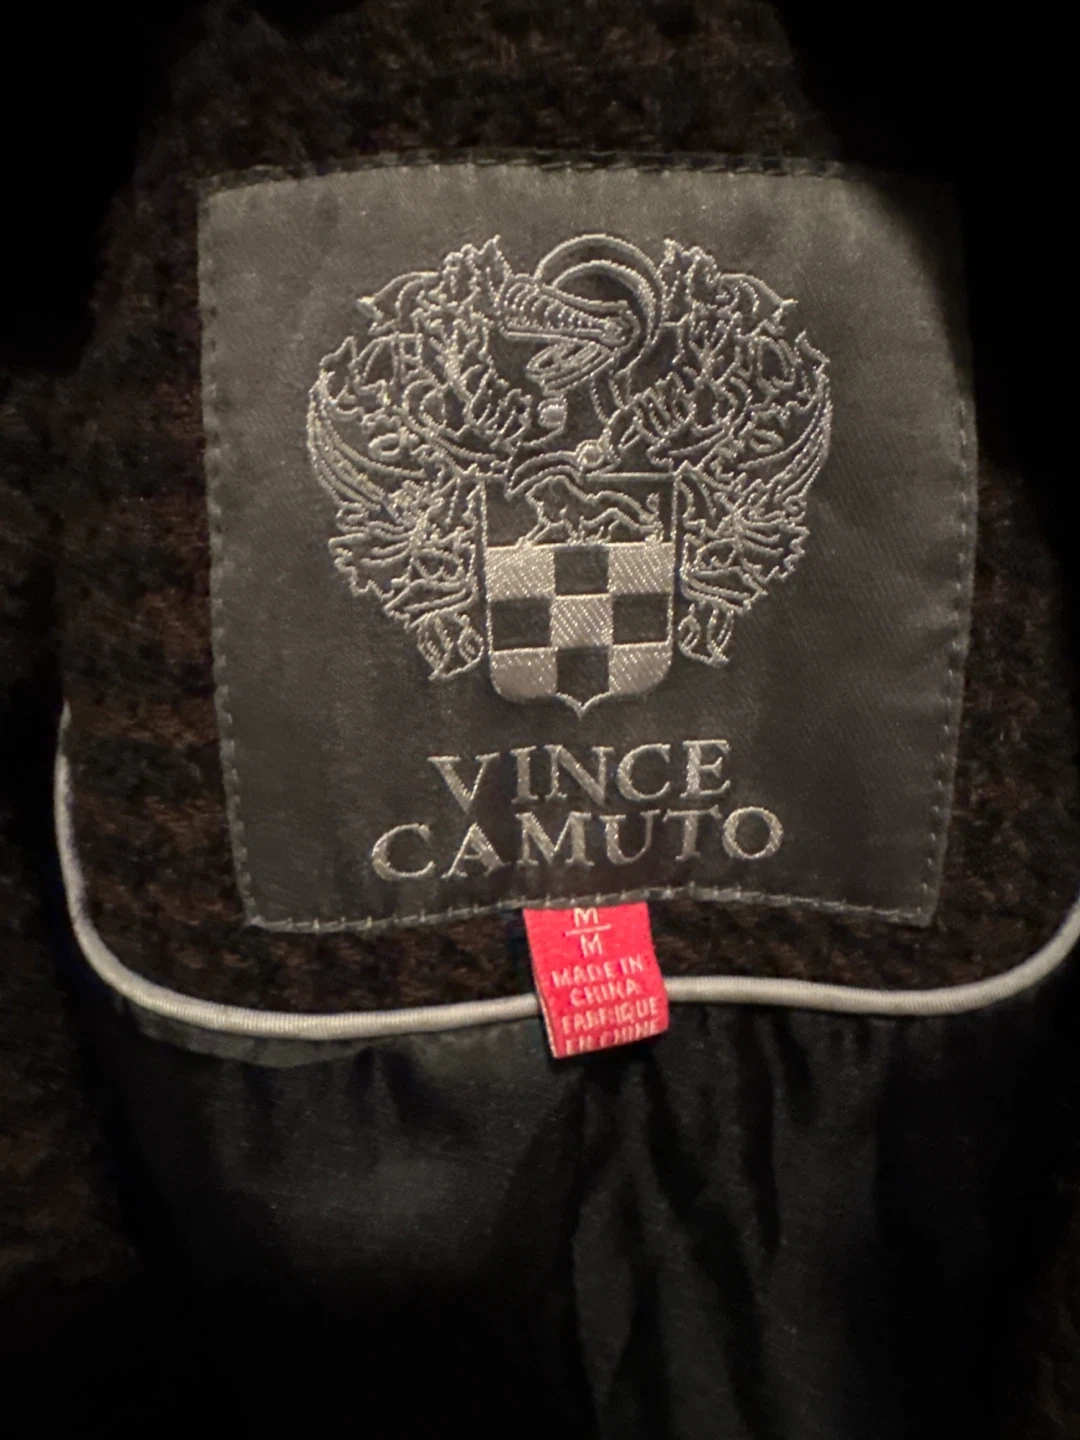 VINCE
CAMUTO
M
M
MADE IN
CHINA
FABRIQUE
EN CHINE